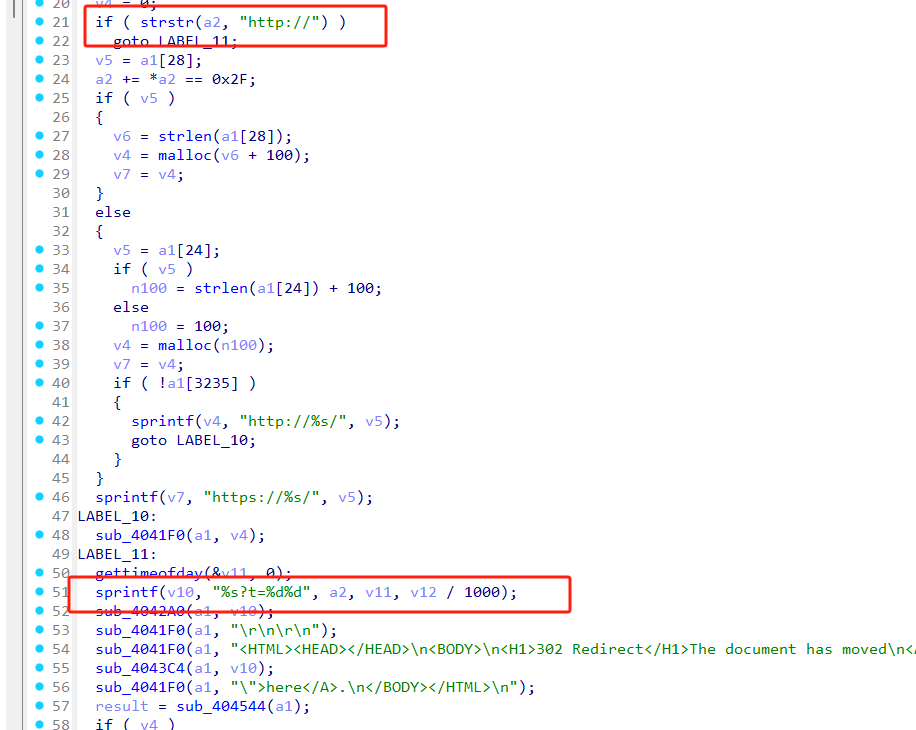 20 v4 = 0;
21 if ( strstr(a2, "http://") )
22 goto LABEL_11;
23 v5 = a1[28];
24 a2 += *a2 == 0x2F;
25 if ( v5 )
26 {
27 v6 = strlen(a1[28]);
28 v4 = malloc(v6 + 100);
29 v7 = v4;
30 }
31 else
32 {
33 v5 = a1[24];
34 if ( v5 )
35 n100 = strlen(a1[24]) + 100;
36 else
37 n100 = 100;
38 v4 = malloc(n100);
39 v7 = v4;
40 if ( !a1[3235] )
41 {
42 sprintf(v4, "http://%s/", v5);
43 goto LABEL_10;
44 }
45 }
46 sprintf(v7, "https://%s/", v5);
47 LABEL_10:
48 sub_4041F0(a1, v4);
49 LABEL_11:
50 gettimeofday(&v11, 0);
51 sprintf(v10, "%s?t=%d%d", a2, v11, v12 / 1000);
52 sub_4042A0(a1, v10);
53 sub_4041F0(a1, "\r\n\r\n");
54 sub_4041F0(a1, "<HTML><HEAD></HEAD>\n<BODY>\n<H1>302 Redirect</H1>The document has moved\n<A
55 sub_4043C4(a1, v10);
56 sub_4041F0(a1, "\">here</A>.\n</BODY></HTML>\n");
57 result = sub_404544(a1);
58 if ( v4 )